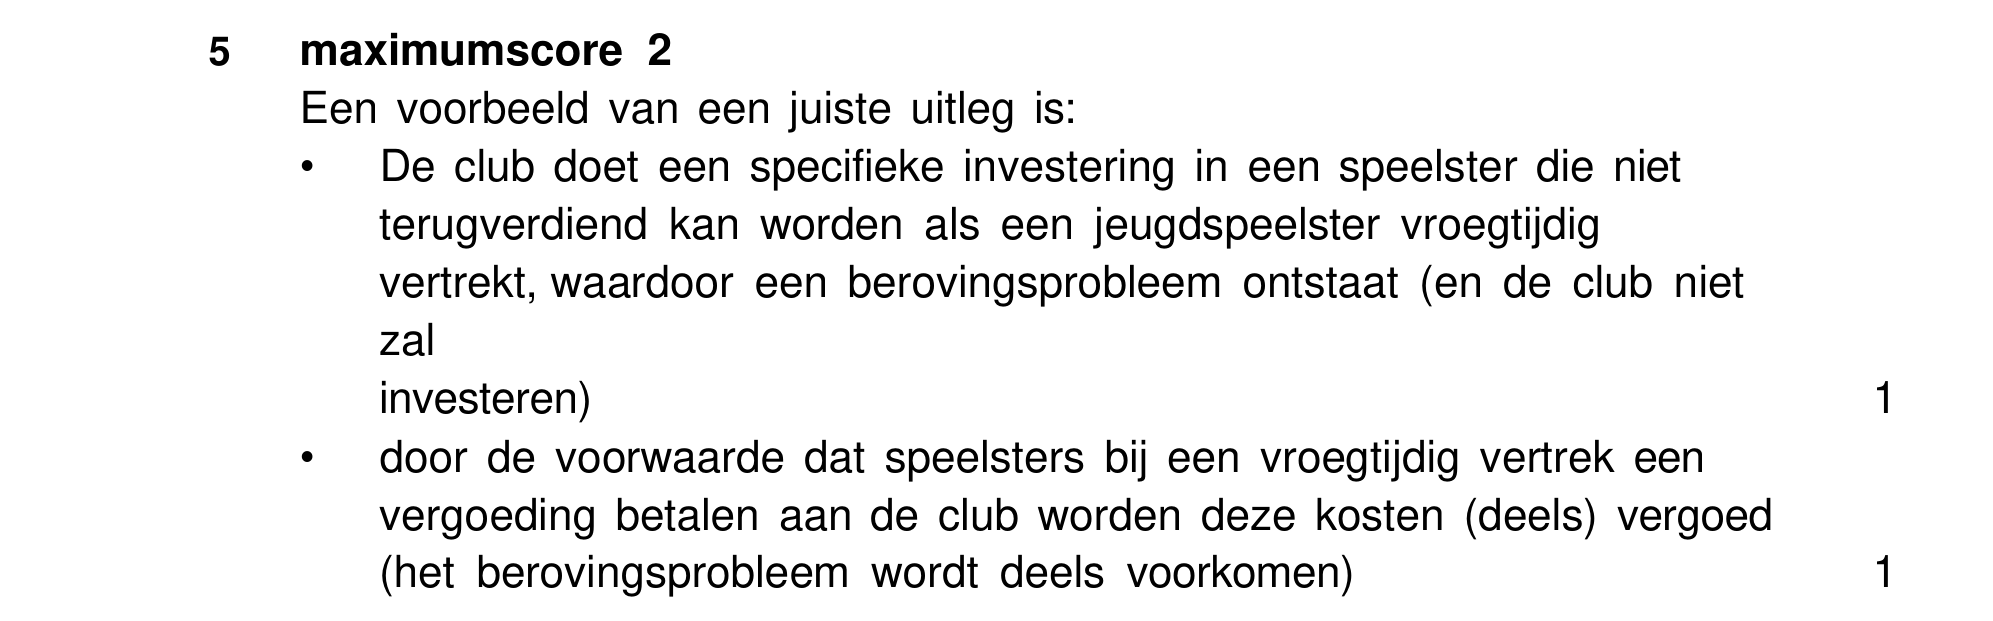 5 maximumscore 2
Een voorbeeld van een juiste uitleg is:
• De club doet een specifieke investering in een speelster die niet
terugverdiend kan worden als een jeugdspeelster vroegtijdig
vertrekt, waardoor een berovingsprobleem ontstaat (en de club niet
zal
investeren) 1
• door de voorwaarde dat speelsters bij een vroegtijdig vertrek een
vergoeding betalen aan de club worden deze kosten (deels) vergoed
(het berovingsprobleem wordt deels voorkomen) 1